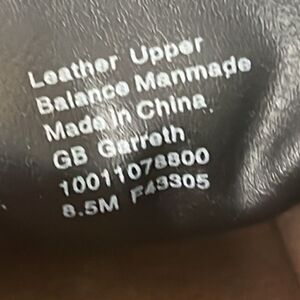 Leather Upper
Balance Manmade
Made in China.
GB Garreth
10011078800
8.5M F43305